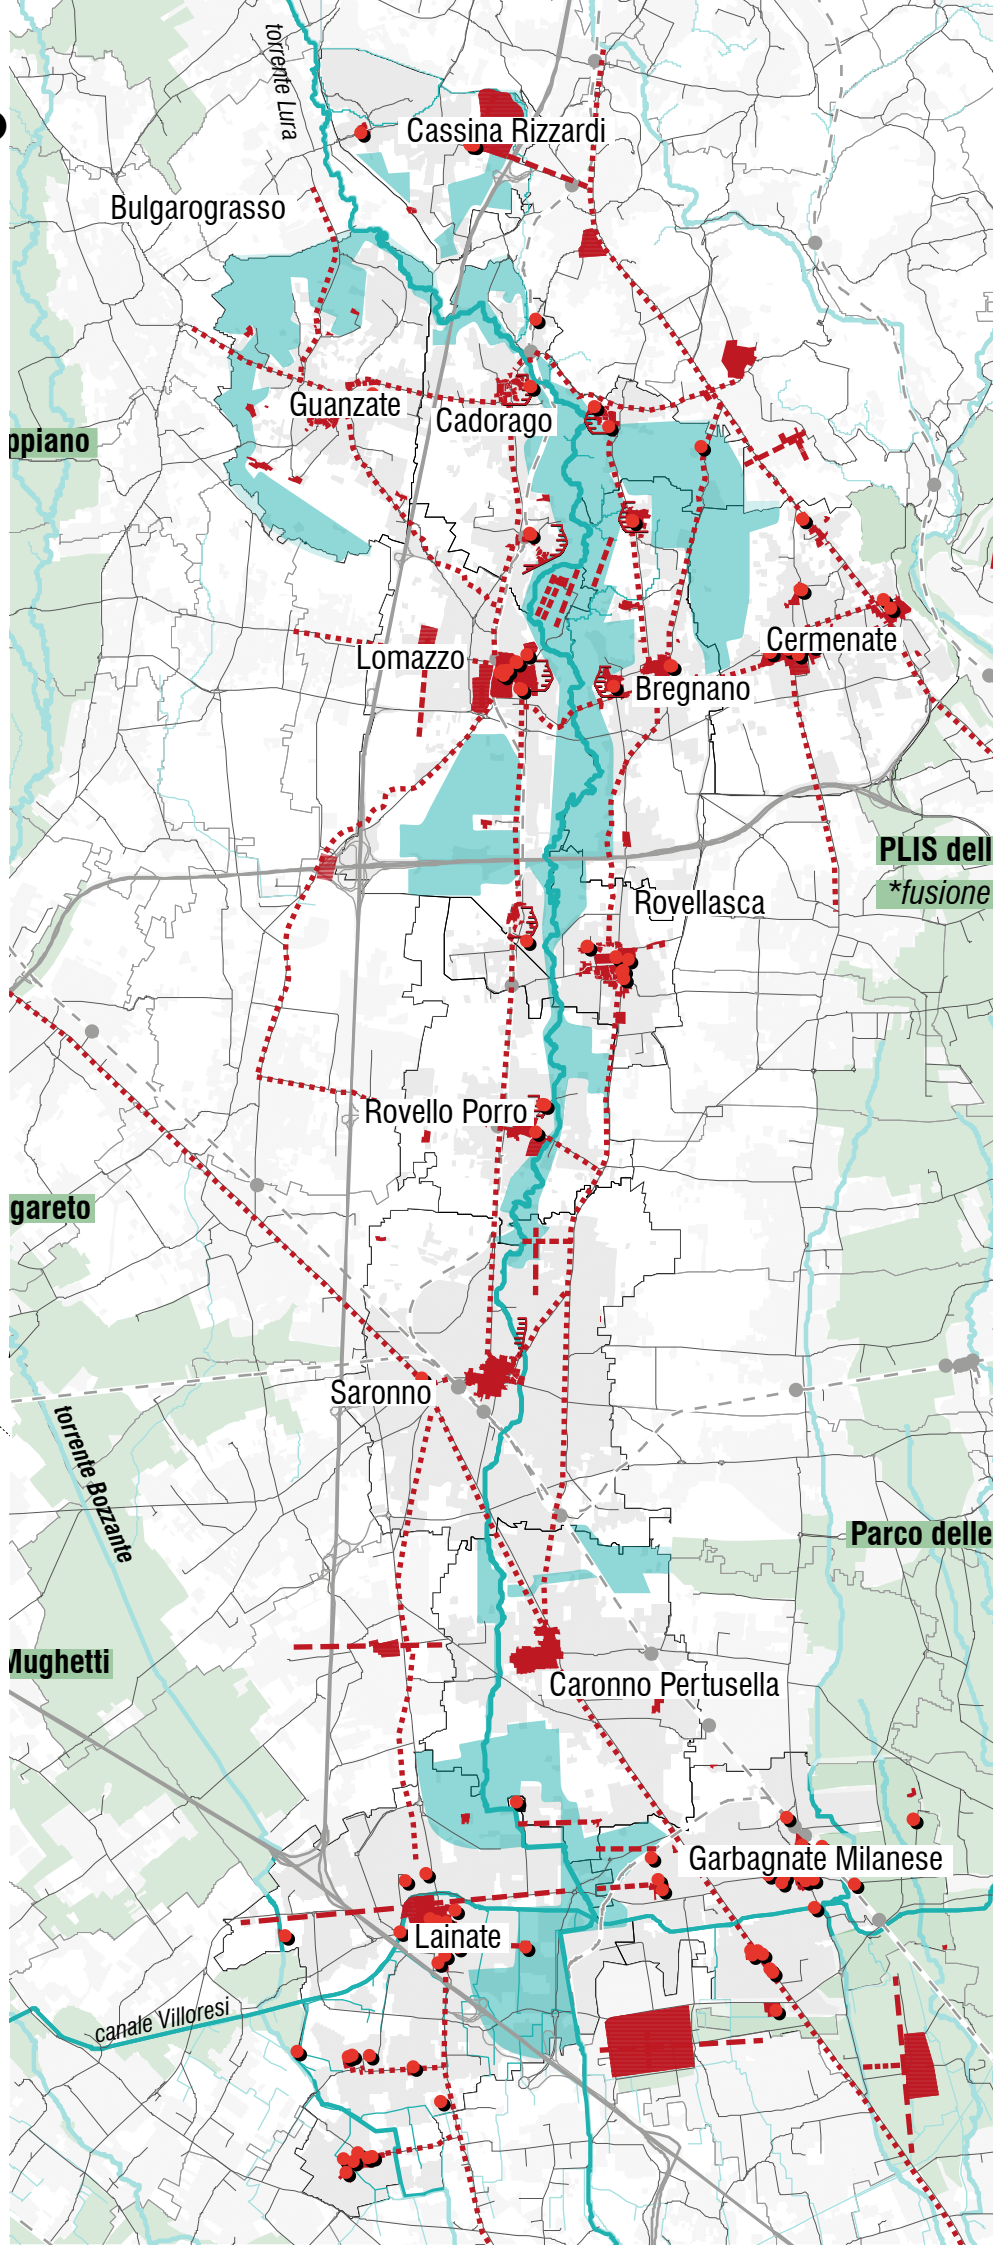 torrente Lura
Cassina Rizzardi
Bulgarograsso
Guanzate
Cadorago
ppiano
Cermenate
Lomazzo
Bregnano
PLIS dell
*fusione
Rovellasca
Rovello Porro
gareto
Saronno
torrente Bozzante
Parco delle
Mughetti
Caronno Pertusella
Garbagnate Milanese
Lainate
canale Villoresi